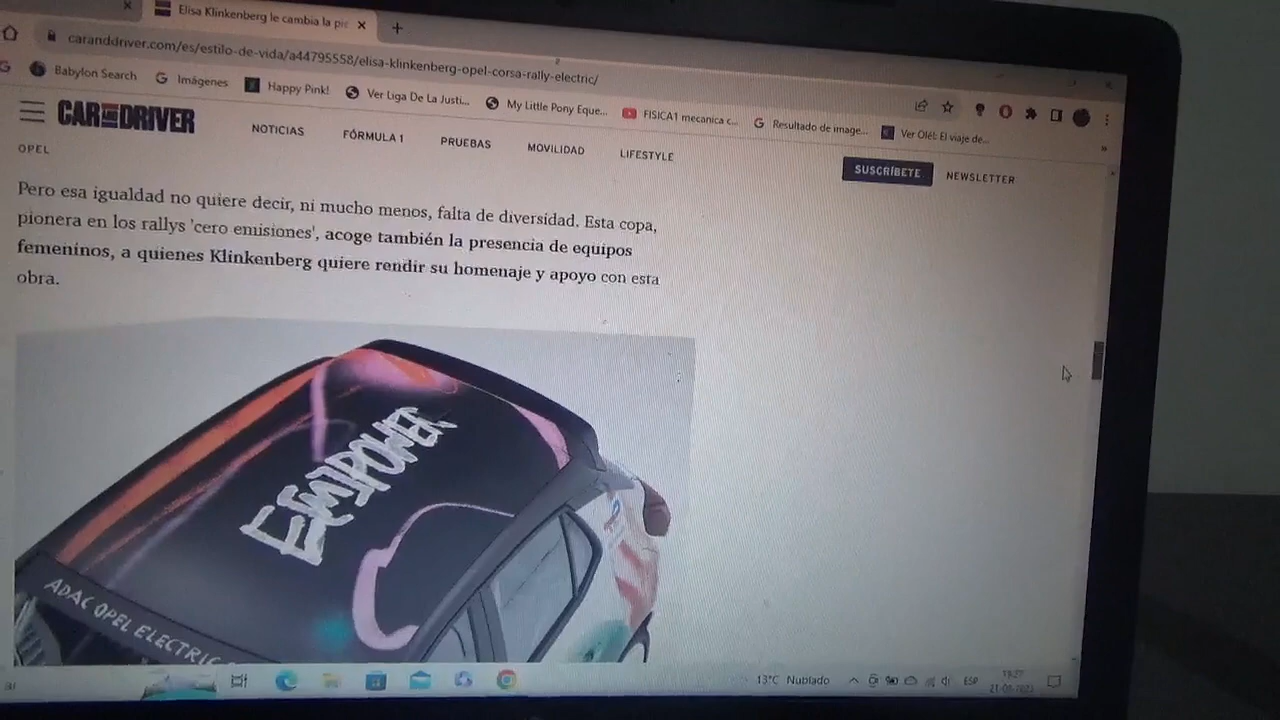 Elisa Klinkenberg le cambia la pi
caranddriver.com/es/estilo-de-vida/a44795558/elisa-klinkenberg-opel-corsa-rally-electric/
Babylon Search
Imágenes
Happy Pink!
Ver Liga De La Justi...
My Little Pony Eque...
FISICA1 mecanica c...
Resultado de image...
Ver Olé!: El viaje de...
CAR AND DRIVER
NOTICIAS
FÓRMULA 1
PRUEBAS
MOVILIDAD
LIFESTYLE
SUSCRÍBETE
NEWSLETTER
OPEL
Pero esa igualdad no quiere decir, ni mucho menos, falta de diversidad. Esta copa,
pionera en los rallys 'cero emisiones', acoge también la presencia de equipos
femeninos, a quienes Klinkenberg quiere rendir su homenaje y apoyo con esta
obra.
EMPOWER
ADAC OPEL ELECTRIC
13°C Nublado
ESP